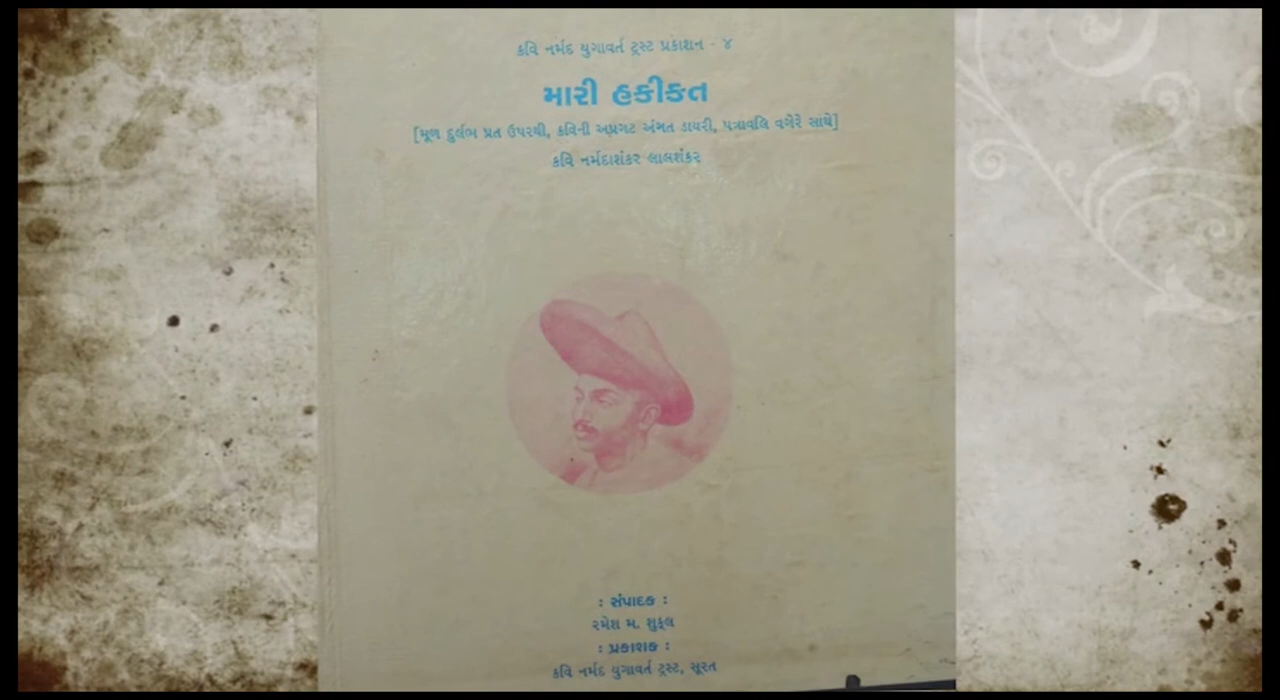 કવિ નર્મદ યુગાવર્ત ટ્રસ્ટ પ્રકાશન - ૪
મારી હકીકત
[મૂળ દુર્લભ પ્રત ઉપરથી, કવિની અપ્રગટ અંગત ડાયરી, પત્રાવલિ વગેરે સાથે]
કવિ નર્મદાશંકર લાલશંકર
: સંપાદક :
રમેશ મ. શુક્લ
: પ્રકાશક :
કવિ નર્મદ યુગાવર્ત ટ્રસ્ટ, સૂરત